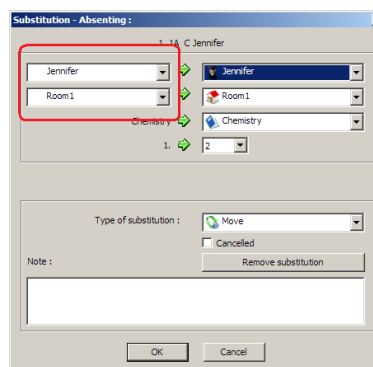 Substitution - Absenting :
1. 1A C Jennifer
Jennifer Jennifer
Room1 Room1
Chemistry Chemistry
1. 2
Type of substitution : Move
Cancelled
Note : Remove substitution
OK Cancel